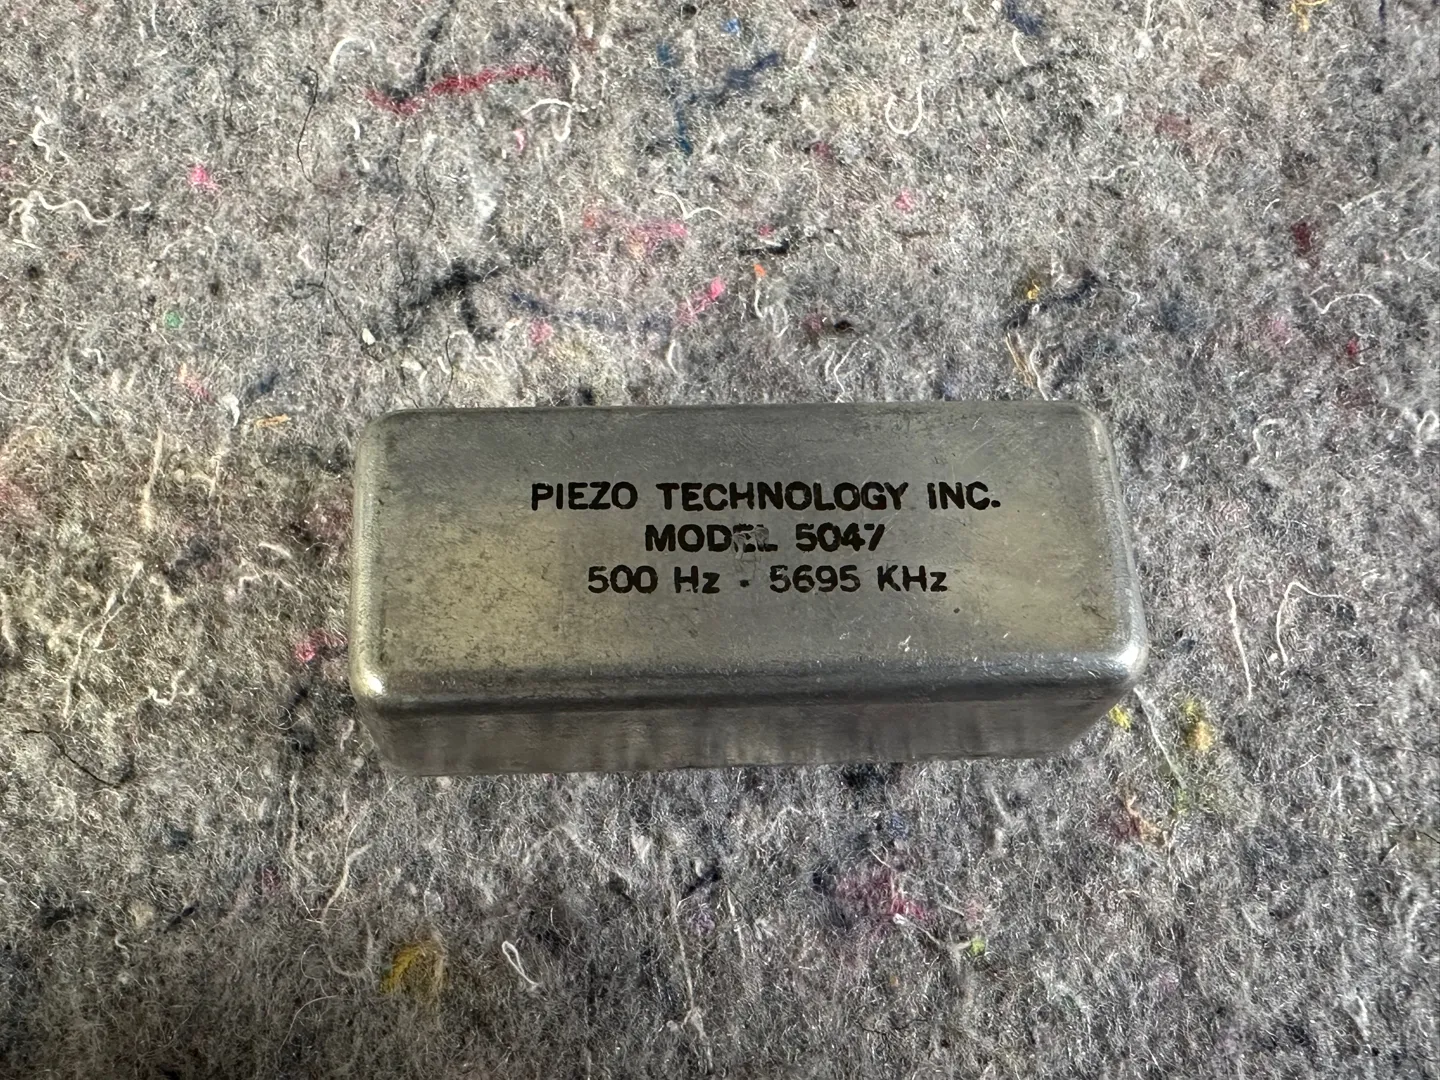 PIEZO TECHNOLOGY INC.
MODEL 5047
500 Hz - 5695 KHz